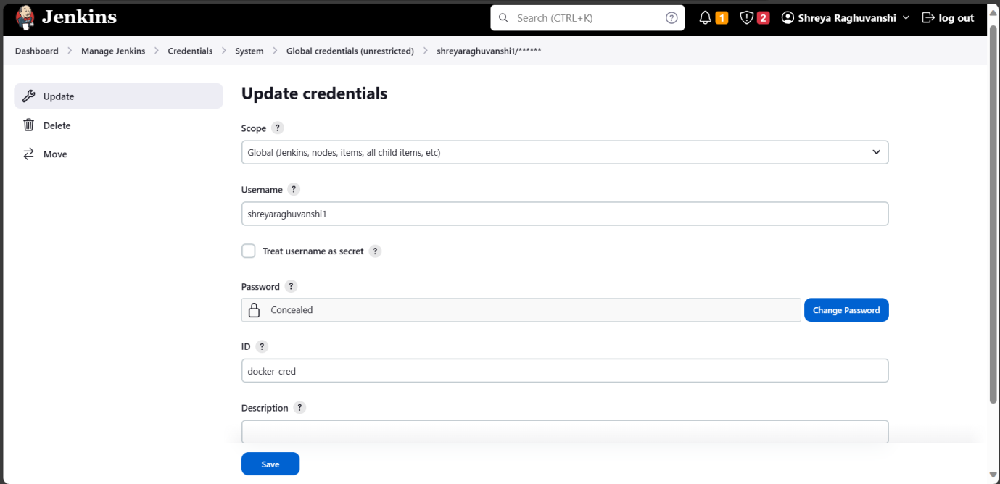 Jenkins
Search (CTRL+K) ? 1 2 Shreya Raghuvanshi log out
Dashboard > Manage Jenkins > Credentials > System > Global credentials (unrestricted) > shreyaraghuvanshi1/******
Update
Delete
Move
Update credentials
Scope ?
Global (Jenkins, nodes, items, all child items, etc)
Username ?
shreyaraghuvanshi1
Treat username as secret ?
Password ?
Concealed
Change Password
ID ?
docker-cred
Description ?
Save